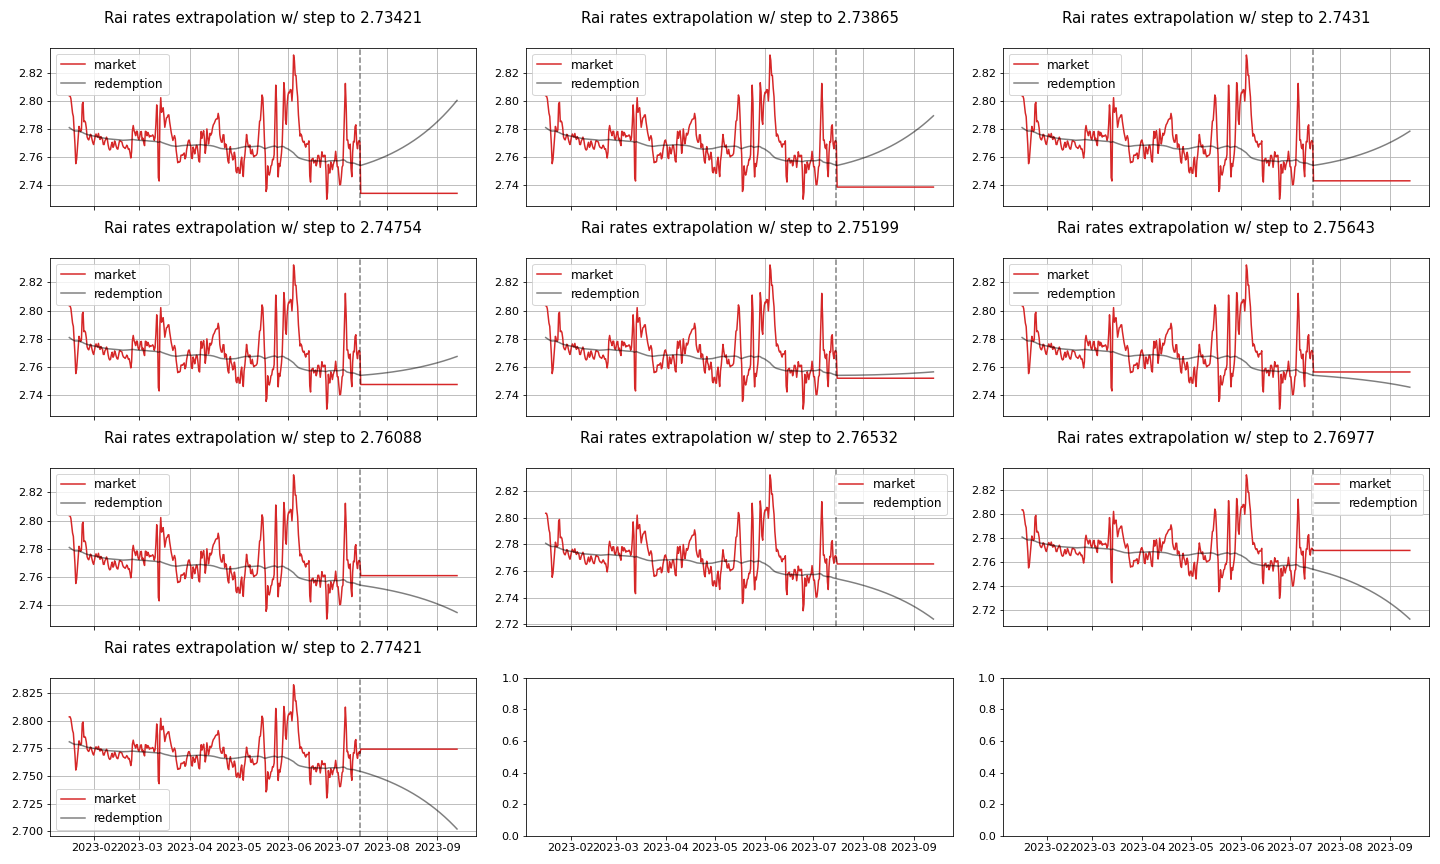 Rai rates extrapolation w/ step to 2.73421
Rai rates extrapolation w/ step to 2.73865
Rai rates extrapolation w/ step to 2.7431
market
redemption
2.82
2.80
2.78
2.76
2.74
market
redemption
2.82
2.80
2.78
2.76
2.74
market
redemption
2.82
2.80
2.78
2.76
2.74
Rai rates extrapolation w/ step to 2.74754
Rai rates extrapolation w/ step to 2.75199
Rai rates extrapolation w/ step to 2.75643
market
redemption
2.82
2.80
2.78
2.76
2.74
market
redemption
2.82
2.80
2.78
2.76
2.74
market
redemption
2.82
2.80
2.78
2.76
2.74
Rai rates extrapolation w/ step to 2.76088
Rai rates extrapolation w/ step to 2.76532
Rai rates extrapolation w/ step to 2.76977
market
redemption
2.82
2.80
2.78
2.76
2.74
market
redemption
2.82
2.80
2.78
2.76
2.74
2.72
market
redemption
2.82
2.80
2.78
2.76
2.74
2.72
Rai rates extrapolation w/ step to 2.77421
2.825
2.800
2.775
2.750
2.725
2.700
market
redemption
2023-02 2023-03 2023-04 2023-05 2023-06 2023-07 2023-08 2023-09
1.0
0.8
0.6
0.4
0.2
0.0
2023-02 2023-03 2023-04 2023-05 2023-06 2023-07 2023-08 2023-09
1.0
0.8
0.6
0.4
0.2
0.0
2023-02 2023-03 2023-04 2023-05 2023-06 2023-07 2023-08 2023-09